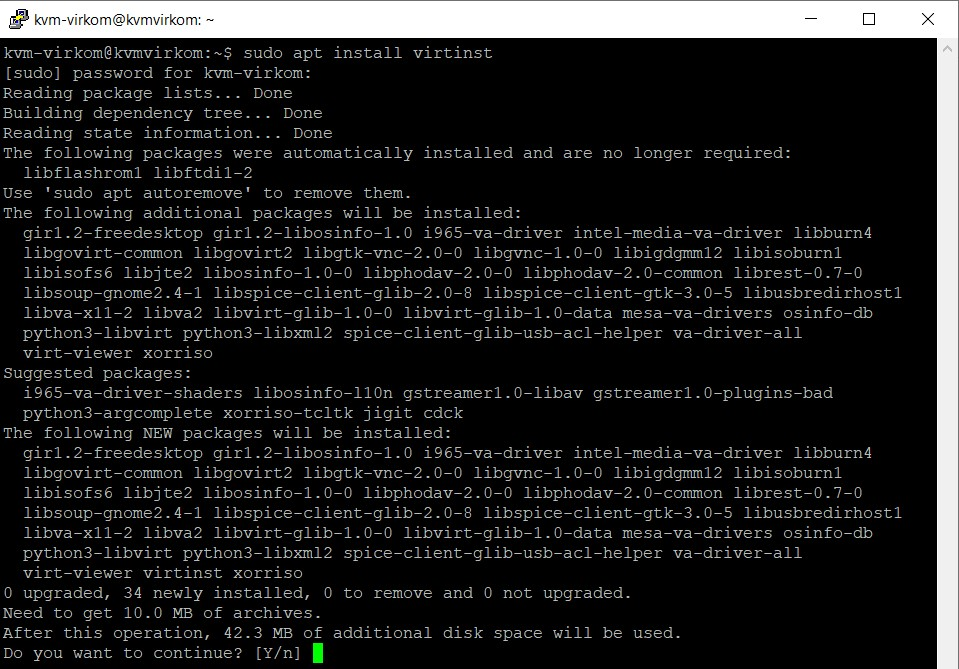 kvm-virkom@kvmvirkom: ~
kvm-virkom@kvmvirkom:~$ sudo apt install virtinst
[sudo] password for kvm-virkom:
Reading package lists... Done
Building dependency tree... Done
Reading state information... Done
The following packages were automatically installed and are no longer required:
  libflashrom1 libftdi1-2
Use 'sudo apt autoremove' to remove them.
The following additional packages will be installed:
  gir1.2-freedesktop gir1.2-libosinfo-1.0 i965-va-driver intel-media-va-driver libburn4
  libgovirt-common libgovirt2 libgtk-vnc-2.0-0 libgvnc-1.0-0 libigdgmm12 libisoburn1
  libisofs6 libjte2 libosinfo-1.0-0 libphodav-2.0-0 libphodav-2.0-common librest-0.7-0
  libsoup-gnome2.4-1 libspice-client-glib-2.0-8 libspice-client-gtk-3.0-5 libusbredirhost1
  libva-x11-2 libva2 libvirt-glib-1.0-0 libvirt-glib-1.0-data mesa-va-drivers osinfo-db
  python3-libvirt python3-libxml2 spice-client-glib-usb-acl-helper va-driver-all
  virt-viewer xorriso
Suggested packages:
  i965-va-driver-shaders libosinfo-l10n gstreamer1.0-libav gstreamer1.0-plugins-bad
  python3-argcomplete xorriso-tcltk jigit cdck
The following NEW packages will be installed:
  gir1.2-freedesktop gir1.2-libosinfo-1.0 i965-va-driver intel-media-va-driver libburn4
  libgovirt-common libgovirt2 libgtk-vnc-2.0-0 libgvnc-1.0-0 libigdgmm12 libisoburn1
  libisofs6 libjte2 libosinfo-1.0-0 libphodav-2.0-0 libphodav-2.0-common librest-0.7-0
  libsoup-gnome2.4-1 libspice-client-glib-2.0-8 libspice-client-gtk-3.0-5 libusbredirhost1
  libva-x11-2 libva2 libvirt-glib-1.0-0 libvirt-glib-1.0-data mesa-va-drivers osinfo-db
  python3-libvirt python3-libxml2 spice-client-glib-usb-acl-helper va-driver-all
  virt-viewer virtinst xorriso
0 upgraded, 34 newly installed, 0 to remove and 0 not upgraded.
Need to get 10.0 MB of archives.
After this operation, 42.3 MB of additional disk space will be used.
Do you want to continue? [Y/n]